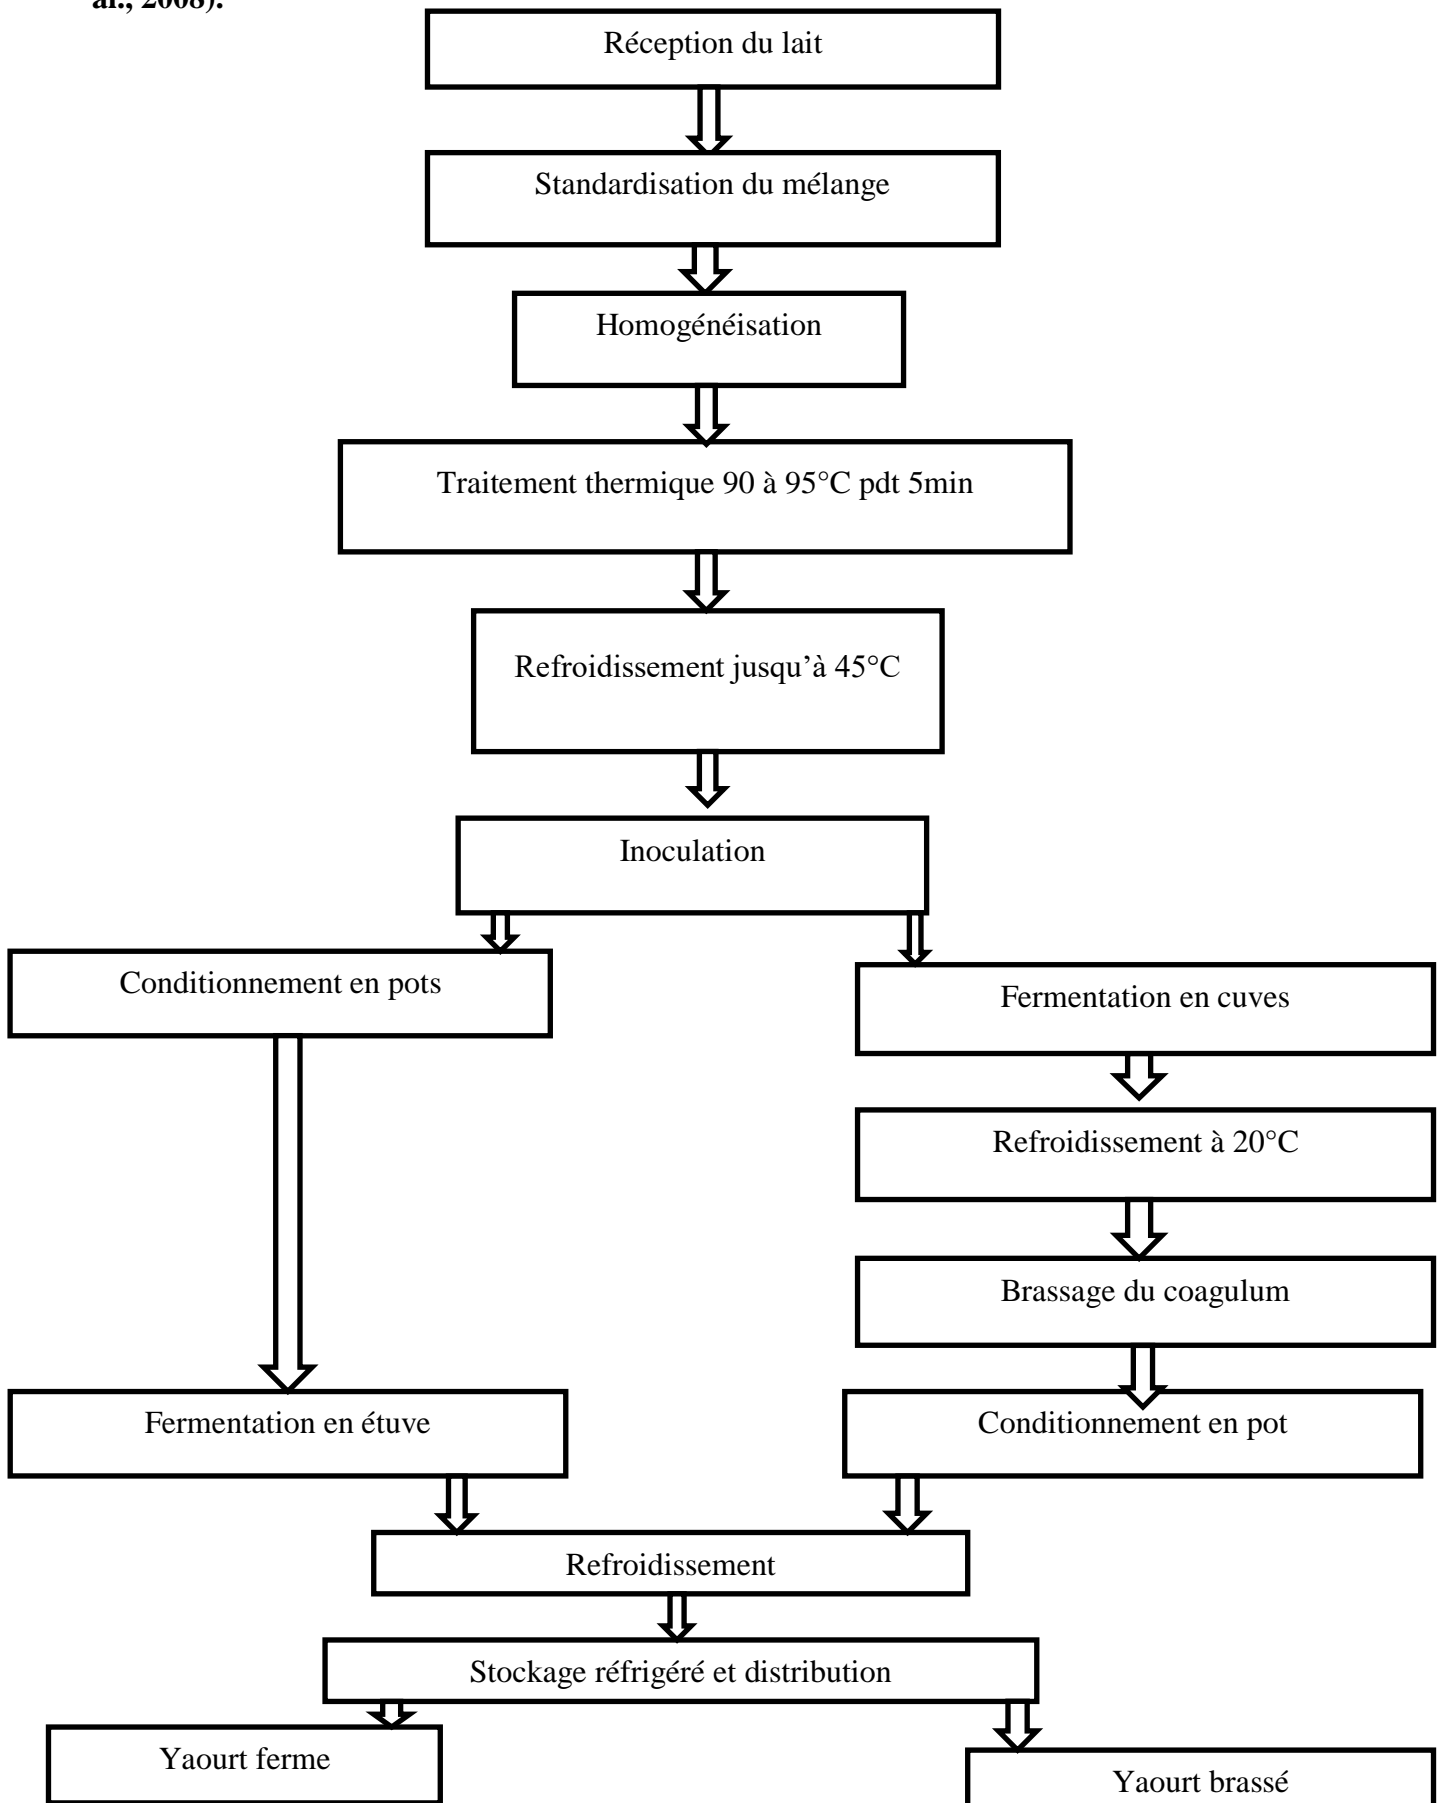 al., 2008).
Réception du lait
Standardisation du mélange
Homogénéisation
Traitement thermique 90 à 95°C pdt 5min
Refroidissement jusqu’à 45°C
Inoculation
Conditionnement en pots
Fermentation en cuves
Refroidissement à 20°C
Brassage du coagulum
Fermentation en étuve
Conditionnement en pot
Refroidissement
Stockage réfrigéré et distribution
Yaourt ferme
Yaourt brassé